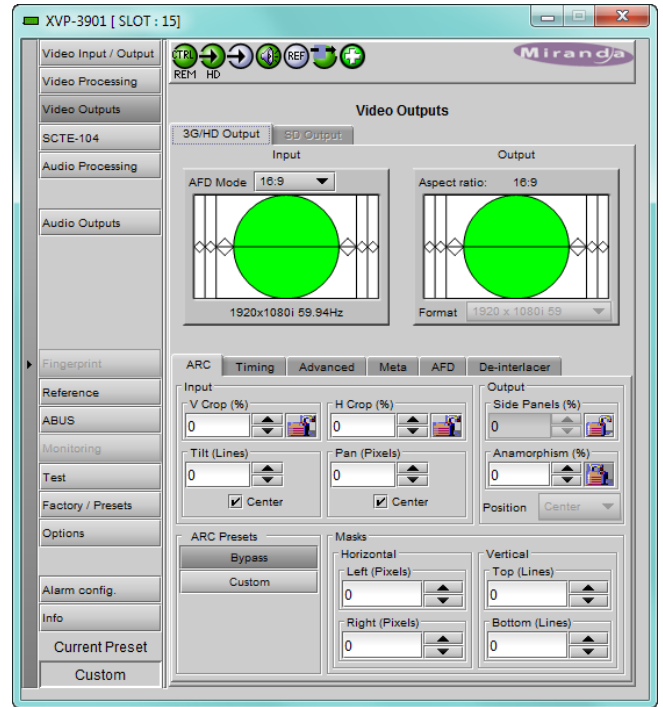 XVP-3901 [ SLOT : 15]
Video Input / Output
Video Processing
Video Outputs
SCTE-104
Audio Processing
Audio Outputs
Fingerprint
Reference
ABUS
Monitoring
Test
Factory / Presets
Options
Alarm config.
Info
Current Preset
Custom
CTRL
REF
REM HD
Miranda
Video Outputs
3G/HD Output SD Output
Input
AFD Mode 16:9
1920x1080i 59.94Hz
Output
Aspect ratio: 16:9
Format 1920 x 1080i 59
ARC Timing Advanced Meta AFD De-interlacer
Input
V Crop (%) H Crop (%)
0 0
Tilt (Lines) Pan (Pixels)
0 0
Center Center
Output
Side Panels (%)
0
Anamorphism (%)
0
Position Center
ARC Presets
Bypass
Custom
Masks
Horizontal
Left (Pixels)
0
Right (Pixels)
0
Vertical
Top (Lines)
0
Bottom (Lines)
0